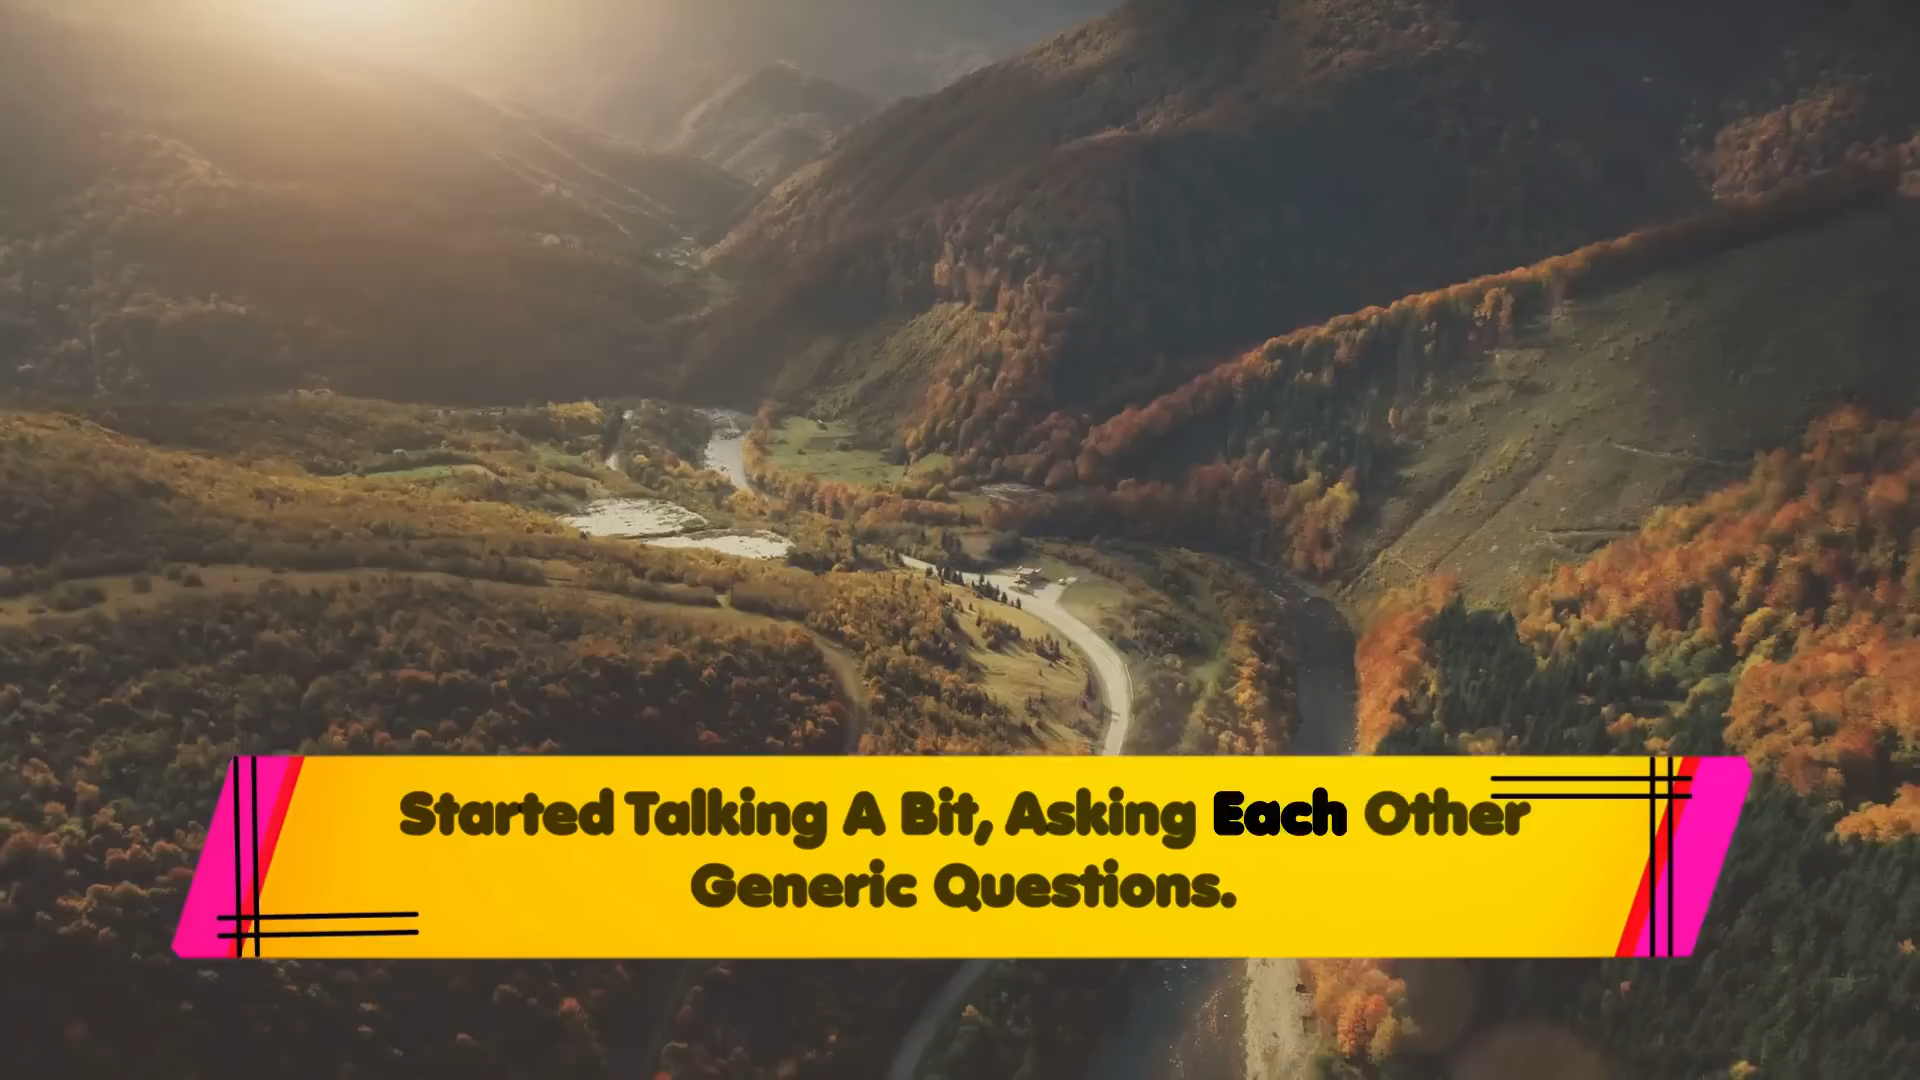 Started Talking A Bit, Asking Each Other
Generic Questions.